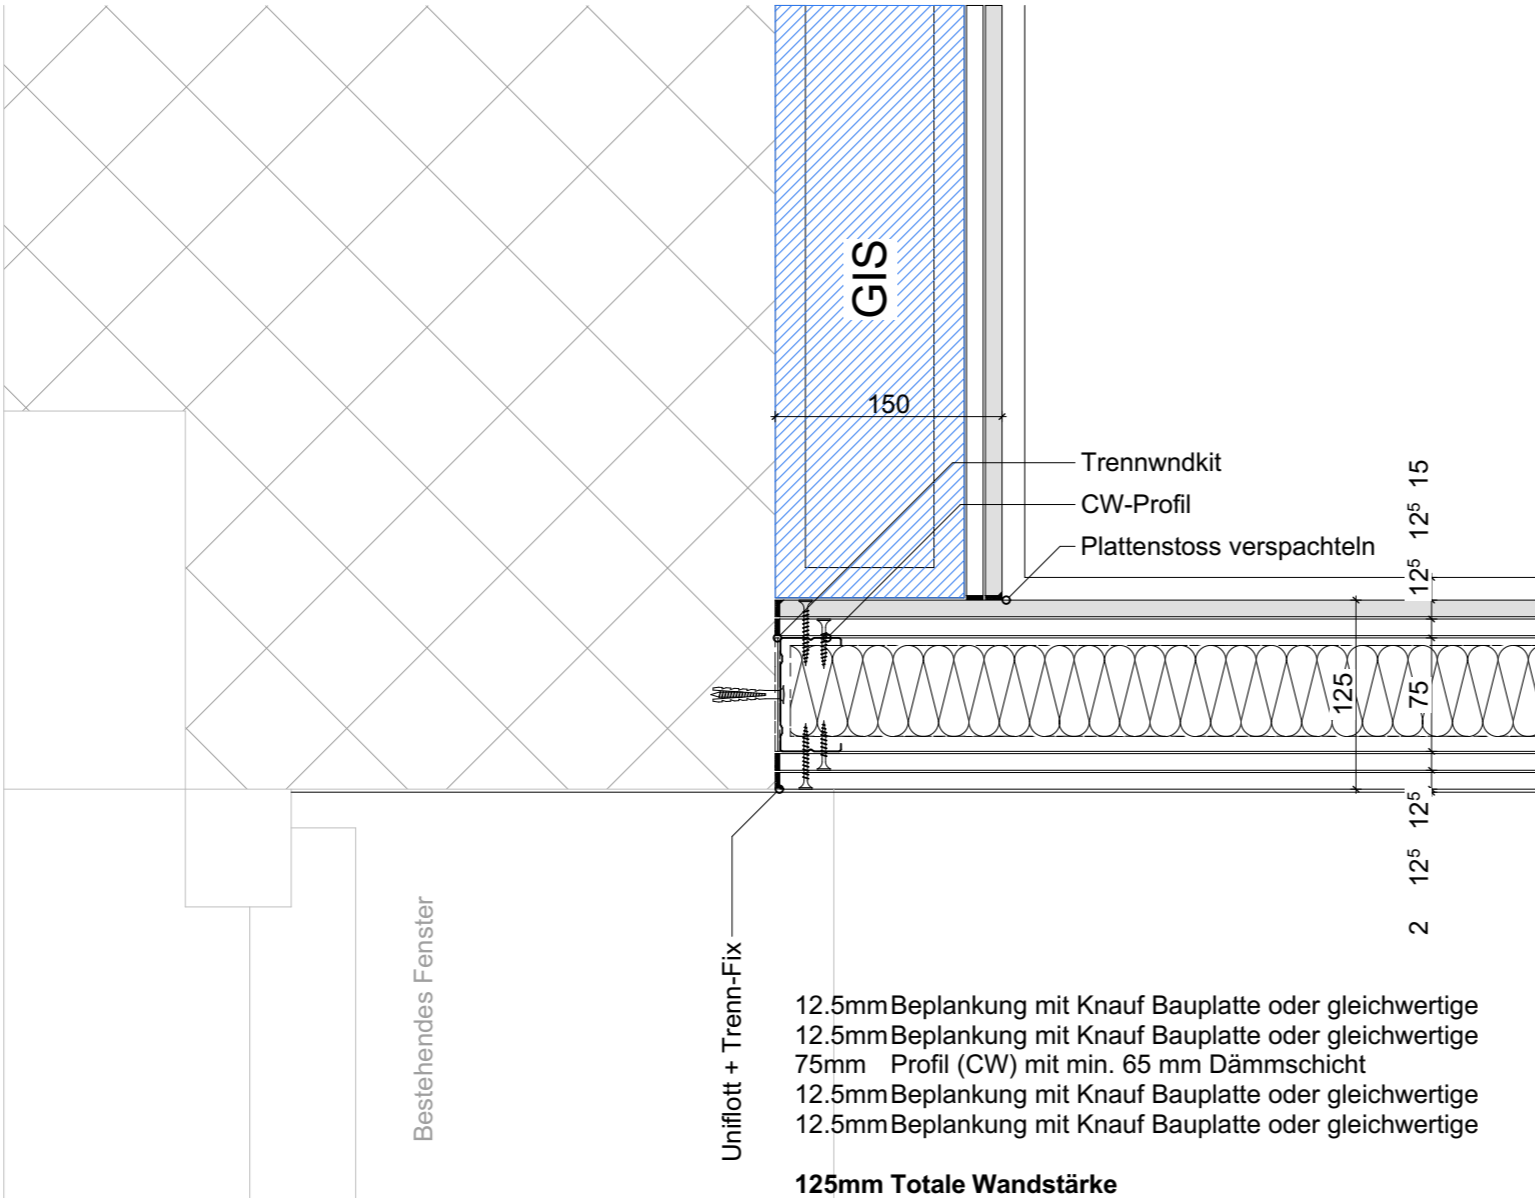 GIS
150
Trennwndkit
CW-Profil
Plattenstoss verspachteln
15
12⁵
12⁵
125
75
12⁵
12⁵
2
Bestehendes Fenster
Uniflott + Trenn-Fix
12.5mm Beplankung mit Knauf Bauplatte oder gleichwertige
12.5mm Beplankung mit Knauf Bauplatte oder gleichwertige
75mm Profil (CW) mit min. 65 mm Dämmschicht
12.5mm Beplankung mit Knauf Bauplatte oder gleichwertige
12.5mm Beplankung mit Knauf Bauplatte oder gleichwertige
125mm Totale Wandstärke